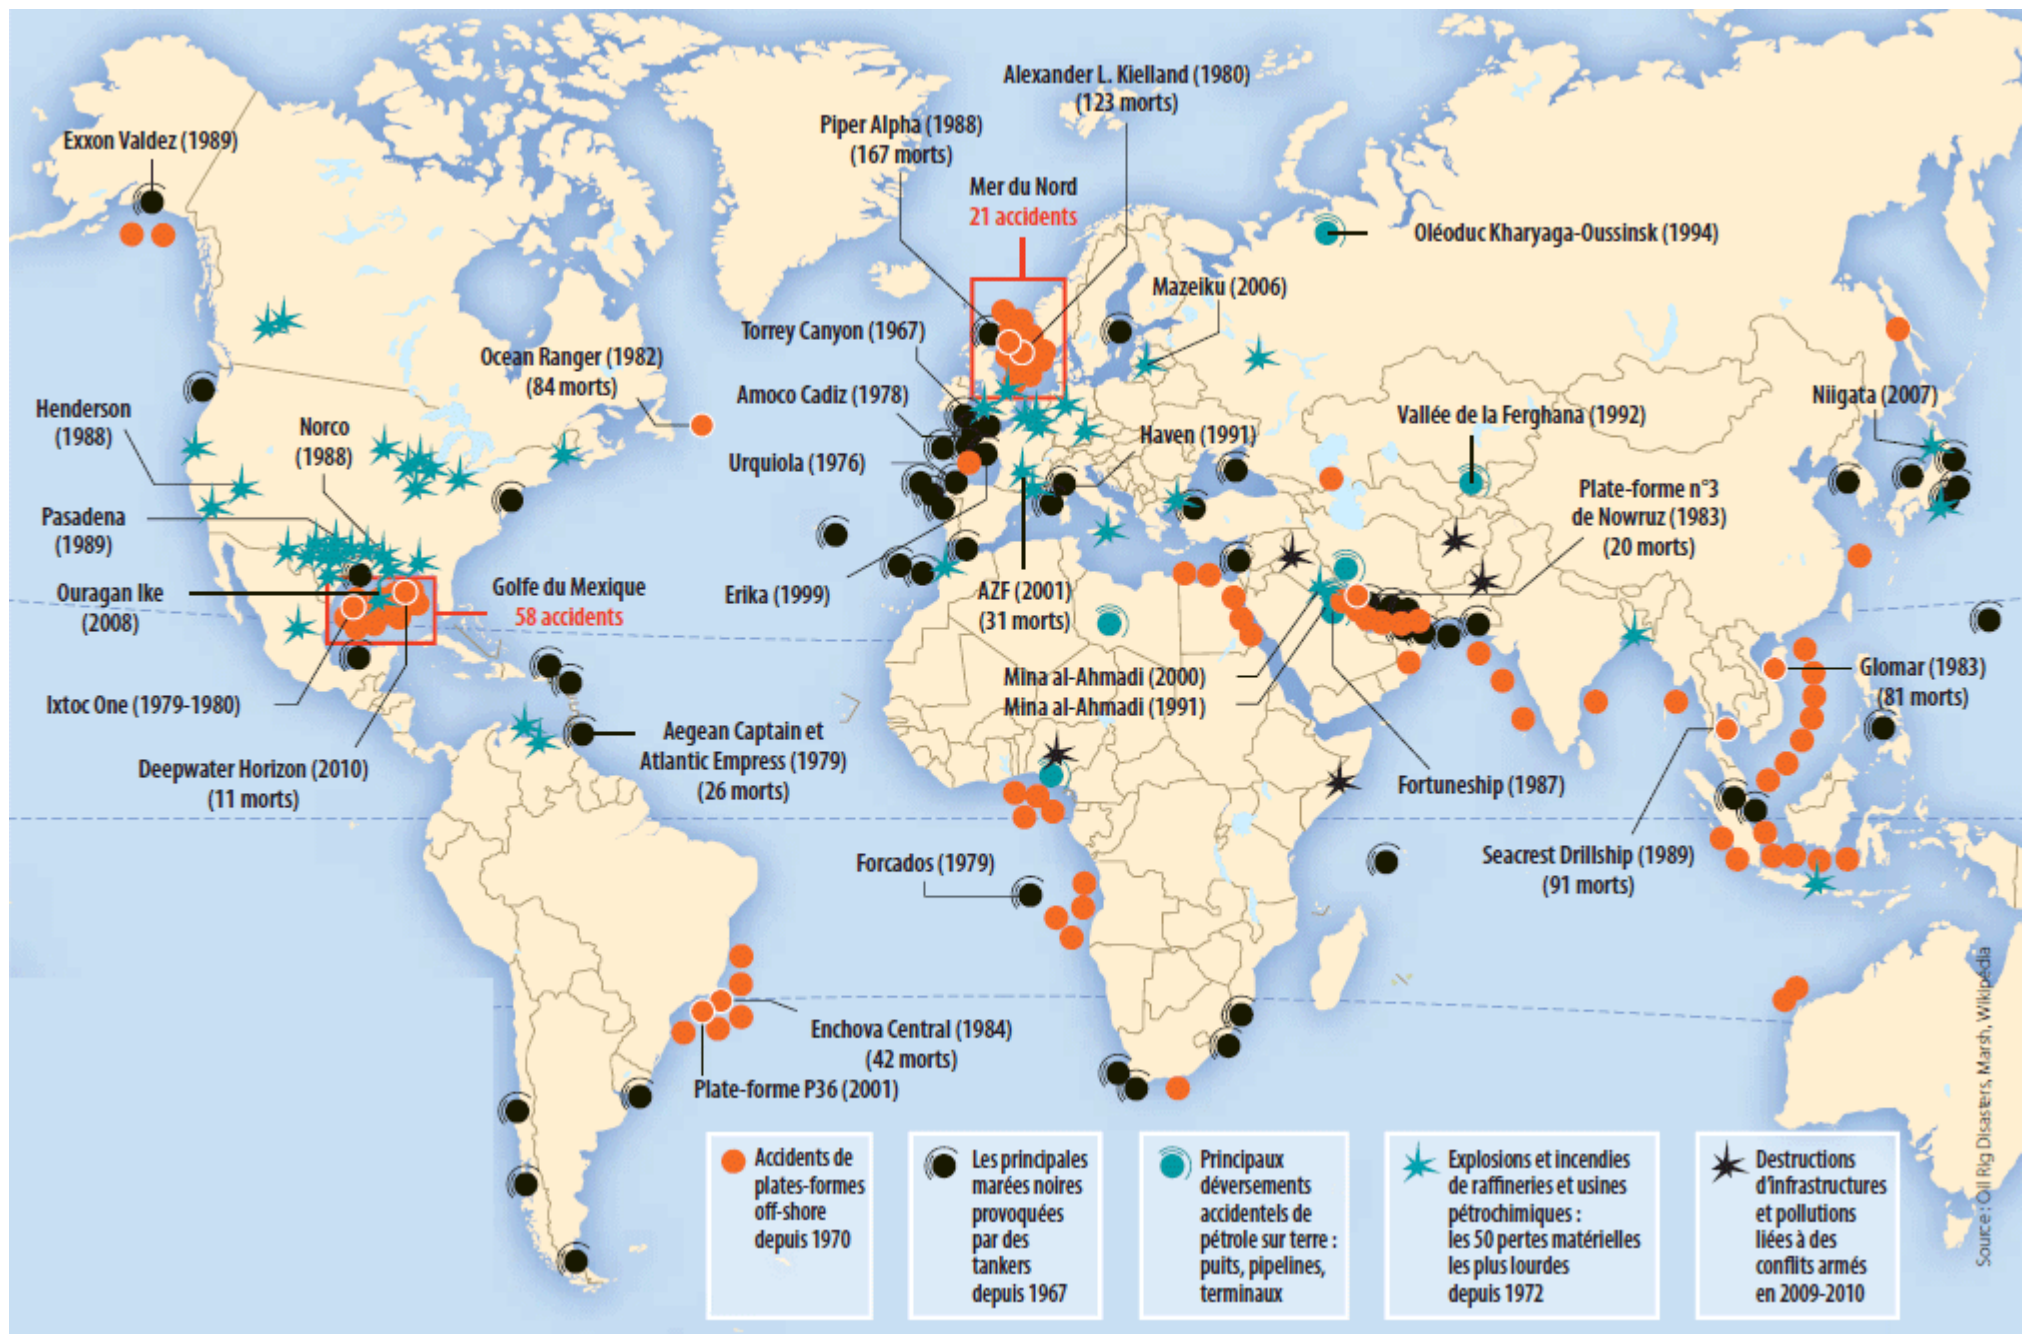 Alexander L. Kielland (1980)
(123 morts)
Piper Alpha (1988)
(167 morts)
Exxon Valdez (1989)
Mer du Nord
21 accidents
Oléoduc Kharyaga-Oussinsk (1994)
Mazeiku (2006)
Torrey Canyon (1967)
Ocean Ranger (1982)
(84 morts)
Amoco Cadiz (1978)
Niigata (2007)
Henderson
(1988)
Norco
(1988)
Vallée de la Ferghana (1992)
Haven (1991)
Urquiola (1976)
Plate-forme n°3
de Nowruz (1983)
(20 morts)
Pasadena
(1989)
Ouragan Ike
(2008)
Golfe du Mexique
58 accidents
Erika (1999)
AZF (2001)
(31 morts)
Mina al-Ahmadi (2000)
Mina al-Ahmadi (1991)
Glomar (1983)
(81 morts)
Ixtoc One (1979-1980)
Aegean Captain et
Atlantic Empress (1979)
(26 morts)
Deepwater Horizon (2010)
(11 morts)
Fortuneship (1987)
Forcados (1979)
Seacrest Drillship (1989)
(91 morts)
Enchova Central (1984)
(42 morts)
Plate-forme P36 (2001)
Accidents de
plates-formes
off-shore
depuis 1970
Les principales
marées noires
provoquées
par des
tankers
depuis 1967
Principaux
déversements
accidentels de
pétrole sur terre :
puits, pipelines,
terminaux
Explosions et incendies
de raffineries et usines
pétrochimiques :
les 50 pertes matérielles
les plus lourdes
depuis 1972
Destructions
d'infrastructures
et pollutions
liées à des
conflits armés
en 2009-2010
Source : Oil Rig Disasters, Marsh, Wikipédia